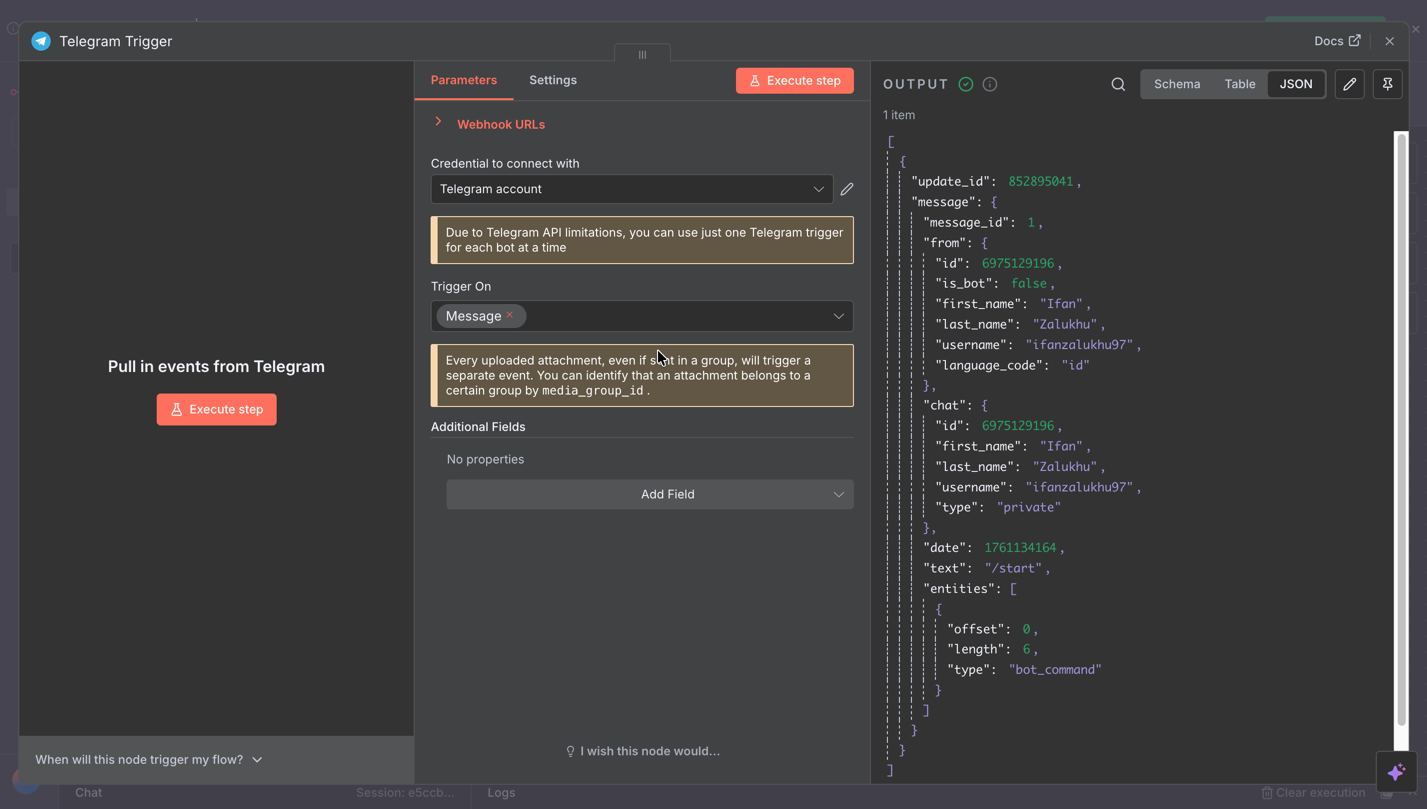 Telegram Trigger
Docs
Parameters
Settings
Execute step
Webhook URLs
Credential to connect with
Telegram account
Due to Telegram API limitations, you can use just one Telegram trigger
for each bot at a time
Trigger On
Message
Every uploaded attachment, even if sent in a group, will trigger a
separate event. You can identify that an attachment belongs to a
certain group by media_group_id .
Additional Fields
No properties
Add Field
I wish this node would...
Pull in events from Telegram
Execute step
When will this node trigger my flow?
OUTPUT
Schema
Table
JSON
1 item
[
{
"update_id": 852895041,
"message": {
"message_id": 1,
"from": {
"id": 6975129196,
"is_bot": false,
"first_name": "Ifan",
"last_name": "Zalukhu",
"username": "ifanzalukhu97",
"language_code": "id"
},
"chat": {
"id": 6975129196,
"first_name": "Ifan",
"last_name": "Zalukhu",
"username": "ifanzalukhu97",
"type": "private"
},
"date": 1761134164,
"text": "/start",
"entities": [
{
"offset": 0,
"length": 6,
"type": "bot_command"
}
]
}
}
]
Chat
Session: e5ccb...
Logs
Clear execution